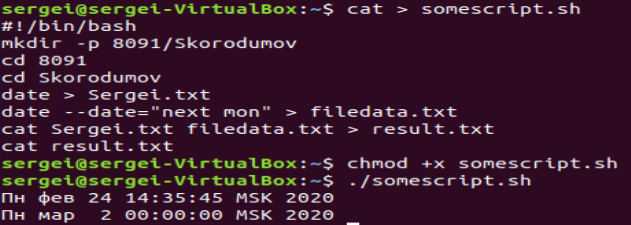 sergei@sergei-VirtualBox:~$ cat > somescript.sh
#!/bin/bash
mkdir -p 8091/Skorodumov
cd 8091
cd Skorodumov
date > Sergei.txt
date --date="next mon" > filedata.txt
cat Sergei.txt filedata.txt > result.txt
cat result.txt
sergei@sergei-VirtualBox:~$ chmod +x somescript.sh
sergei@sergei-VirtualBox:~$ ./somescript.sh
Пн фев 24 14:35:45 MSK 2020
Пн мар  2 00:00:00 MSK 2020